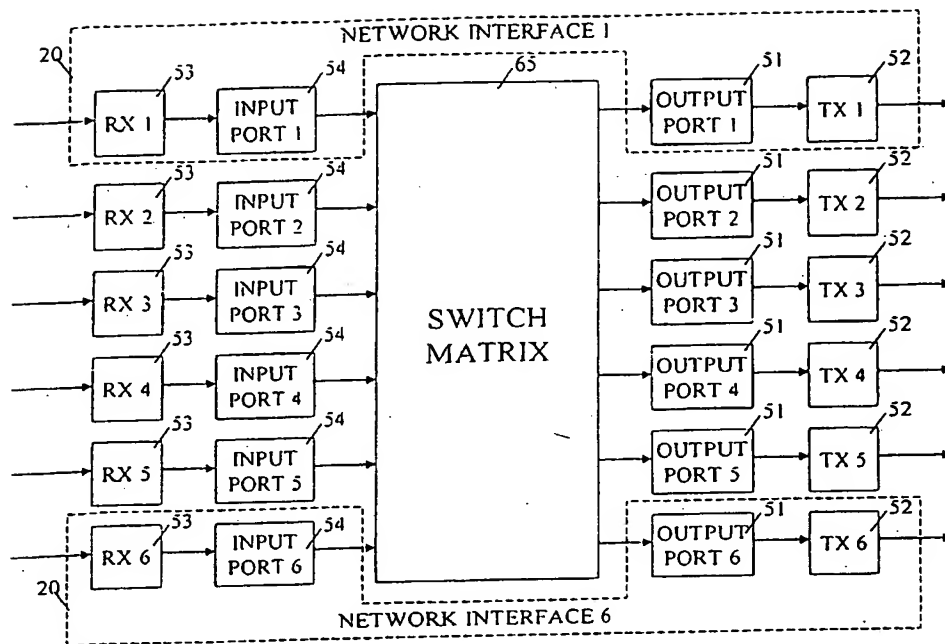 NETWORK INTERFACE 1
20
53
54
65
51
52
RX 1
INPUT
PORT 1
OUTPUT
PORT 1
TX 1
53
54
51
52
RX 2
INPUT
PORT 2
OUTPUT
PORT 2
TX 2
53
54
51
52
RX 3
INPUT
PORT 3
SWITCH
MATRIX
OUTPUT
PORT 3
TX 3
53
54
51
52
RX 4
INPUT
PORT 4
OUTPUT
PORT 4
TX 4
53
54
51
52
RX 5
INPUT
PORT 5
OUTPUT
PORT 5
TX 5
53
54
51
52
RX 6
INPUT
PORT 6
OUTPUT
PORT 6
TX 6
20
NETWORK INTERFACE 6